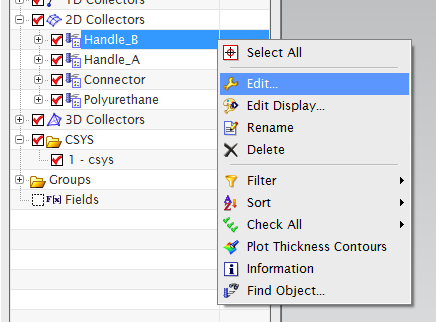 1D Collectors
2D Collectors
Handle_B
Handle_A
Connector
Polyurethane
3D Collectors
CSYS
1 - csys
Groups
F(x) Fields
Select All
Edit...
Edit Display...
Rename
Delete
Filter
Sort
Check All
Plot Thickness Contours
Information
Find Object...